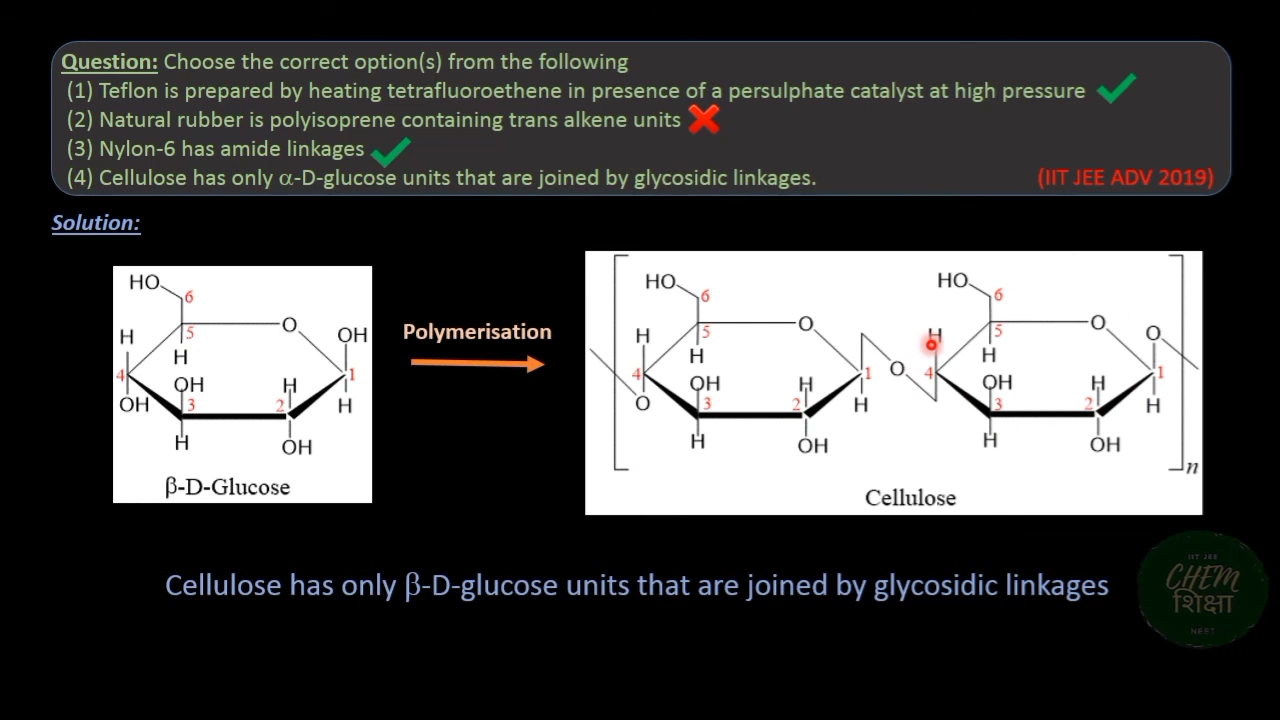 Question: Choose the correct option(s) from the following
(1) Teflon is prepared by heating tetrafluoroethene in presence of a persulphate catalyst at high pressure
(2) Natural rubber is polyisoprene containing trans alkene units
(3) Nylon-6 has amide linkages
(4) Cellulose has only α-D-glucose units that are joined by glycosidic linkages.
(IIT JEE ADV 2019)
Solution:
HO
6
O
OH
H
5
H
4
1
OH
H
OH
3
2
H
H
OH
β-D-Glucose
Polymerisation
HO
6
O
H
5
H
4
1
O
OH
H
3
2
H
H
OH
O
HO
6
O
O
H
5
H
4
1
OH
H
3
2
H
H
OH
n
Cellulose
Cellulose has only β-D-glucose units that are joined by glycosidic linkages
IIT JEE
CHEM
शिक्षा
NEET